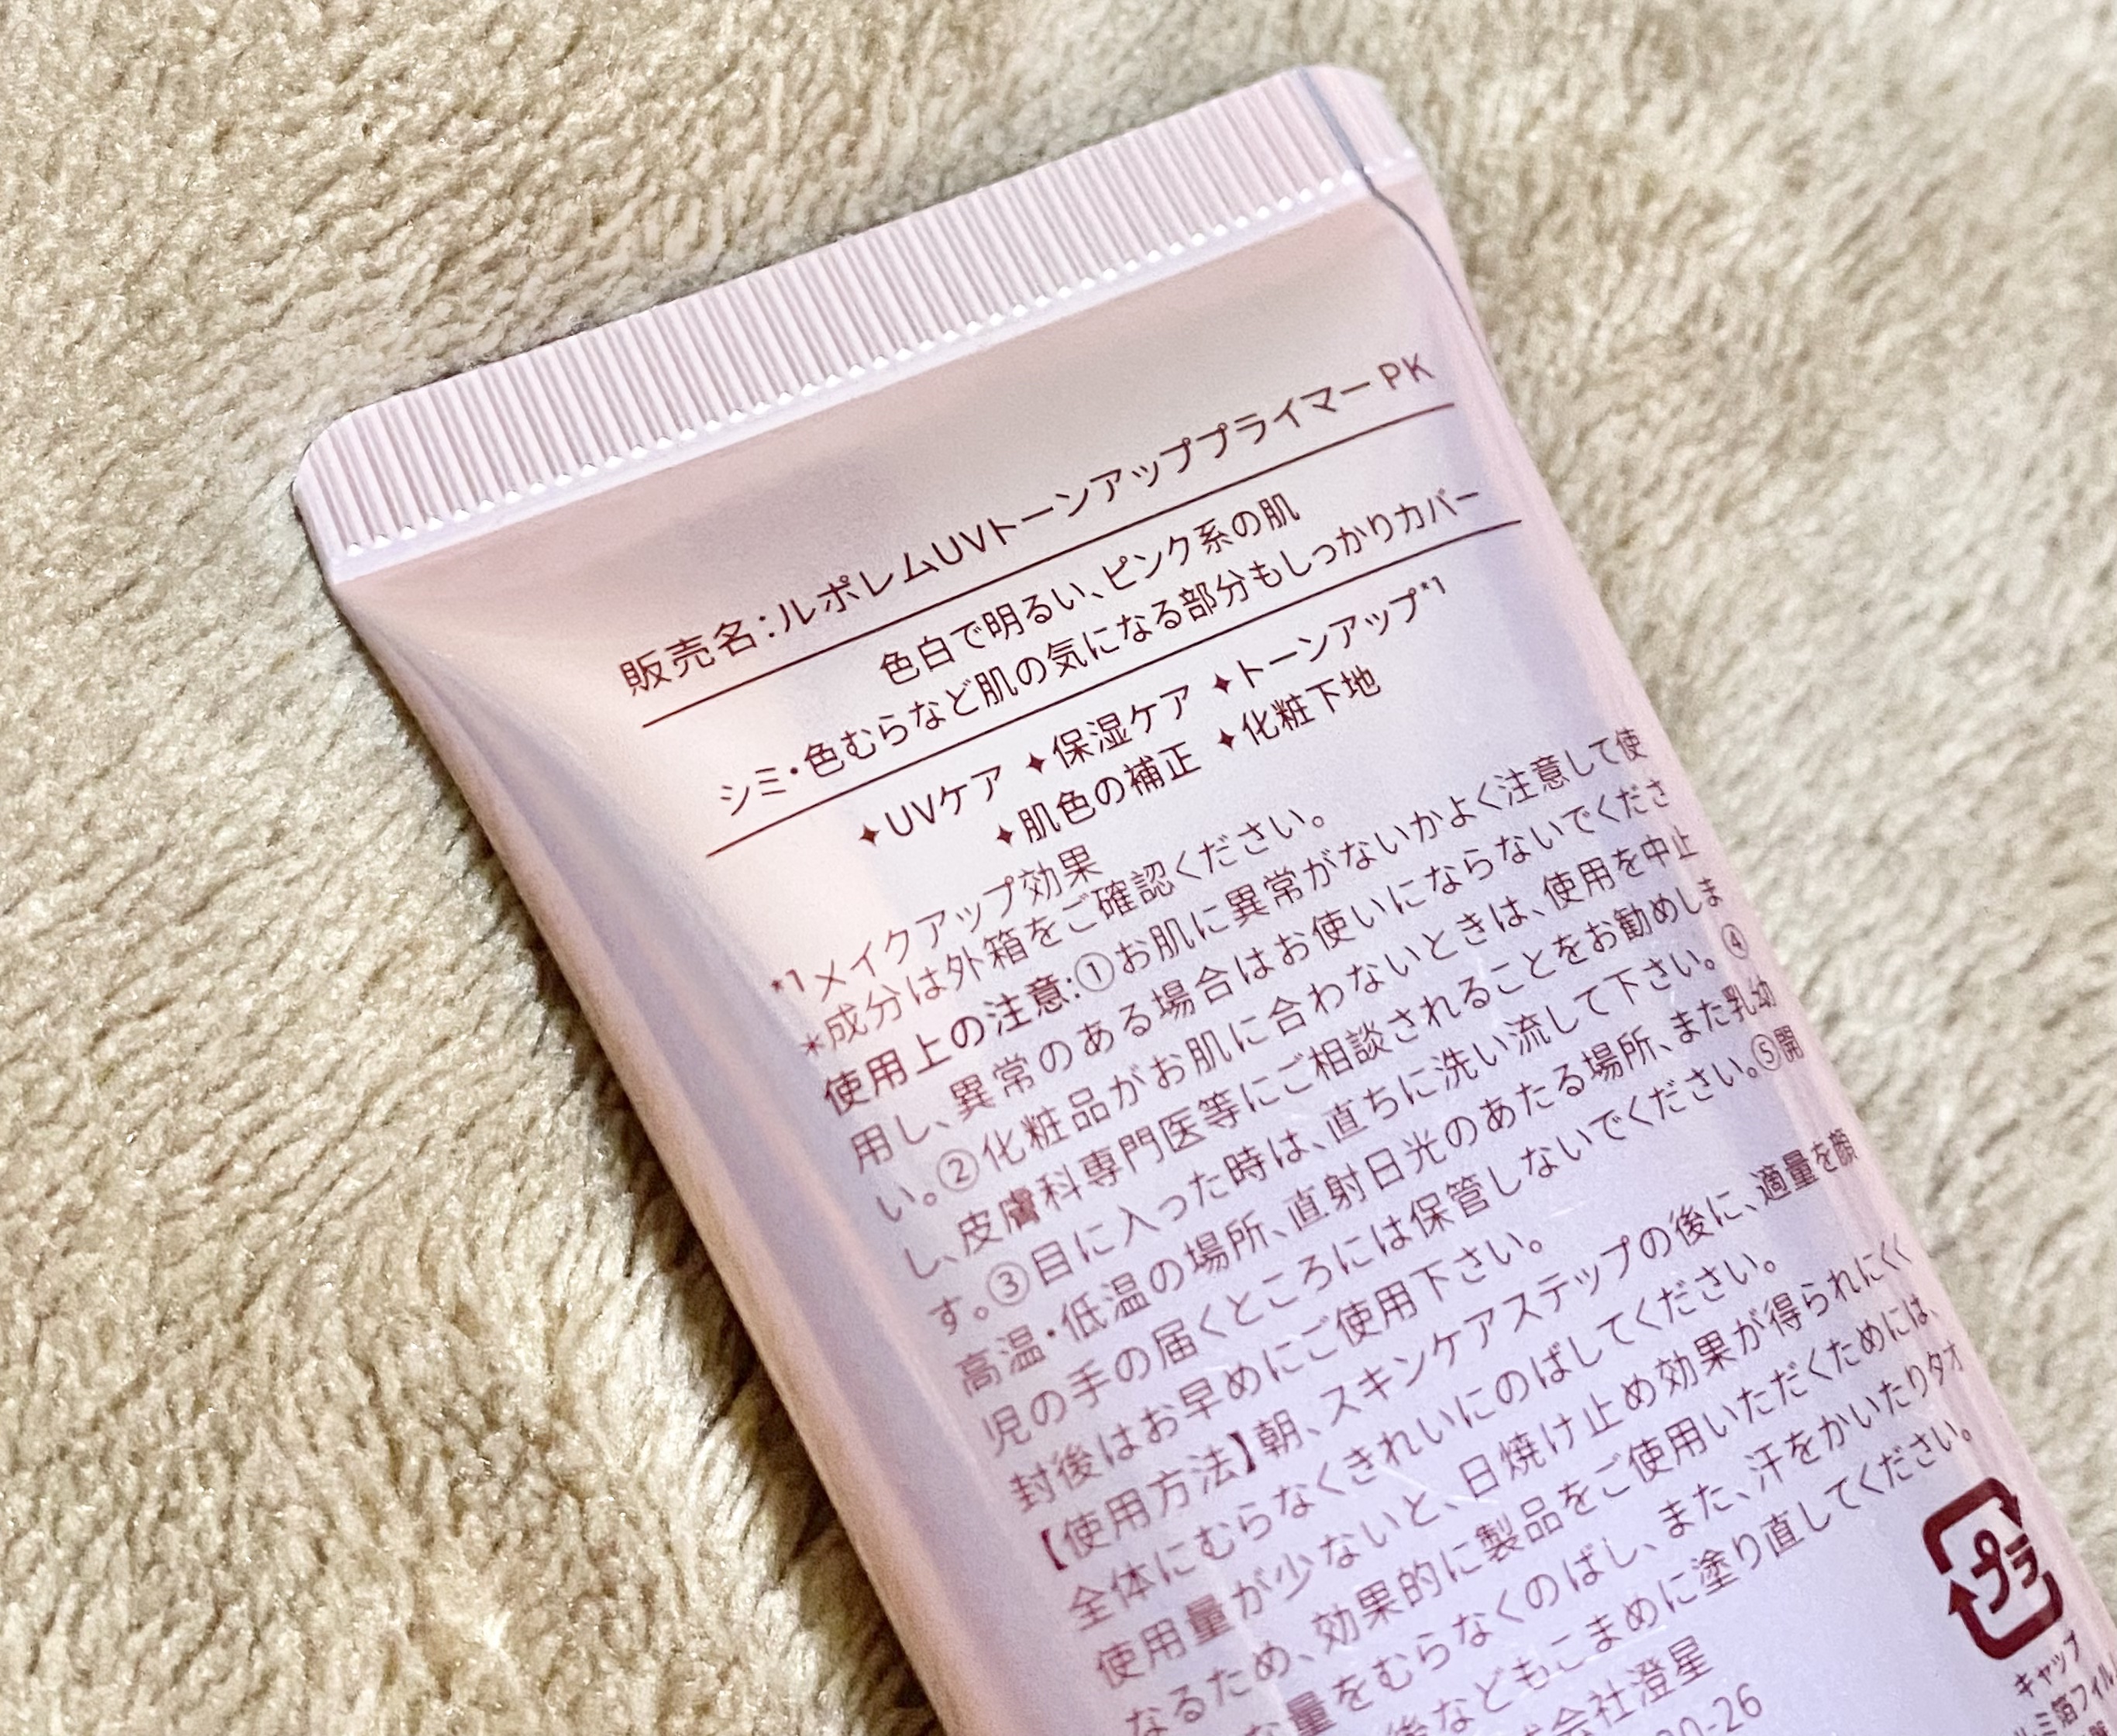 販売名：ルポレムUVトーンアッププライマー PK
色白で明るい、ピンク系の肌
シミ・色むらなど肌の気になる部分もしっかりカバー
✦UVケア ✦保湿ケア ✦トーンアップ*1
✦肌色の補正 ✦化粧下地
*1メイクアップ効果
*成分は外箱をご確認ください。
使用上の注意：①お肌に異常がないかよく注意して使
用し、異常のある場合はお使いにならないでくださ
い。②化粧品がお肌に合わないときは、使用を中止
し、皮膚科専門医等にご相談されることをお勧めしま
す。③目に入った時は、直ちに洗い流して下さい。④
高温・低温の場所、直射日光のあたる場所、また乳幼
児の手の届くところには保管しないでください。⑤開
封後はお早めにご使用下さい。
【使用方法】朝、スキンケアステップの後に、適量を顔
全体にむらなくきれいにのばしてください。
使用量が少ないと、日焼け止め効果が得られにくく
なるため、効果的に製品をご使用いただくためには、
な量をむらなくのばし、また、汗をかいたりタオ
後などもこまめに塗り直してください。
式会社澄星
00-26
プラ
キャップ